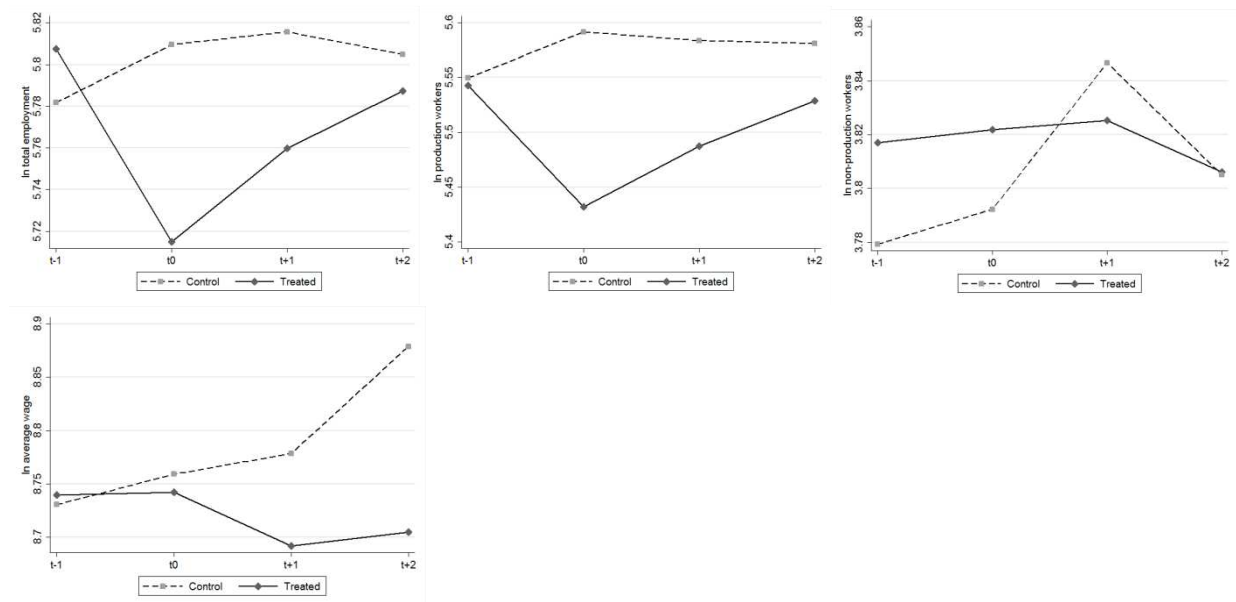 5.82
5.8
5.78
5.76
5.74
5.72
ln total employment
t-1 t0 t+1 t+2
Control Treated
5.6
5.55
5.5
5.45
5.4
ln production workers
t-1 t0 t+1 t+2
Control Treated
3.86
3.84
3.82
3.8
3.78
ln non-production workers
t-1 t0 t+1 t+2
Control Treated
8.9
8.85
8.8
8.75
8.7
ln average wage
t-1 t0 t+1 t+2
Control Treated